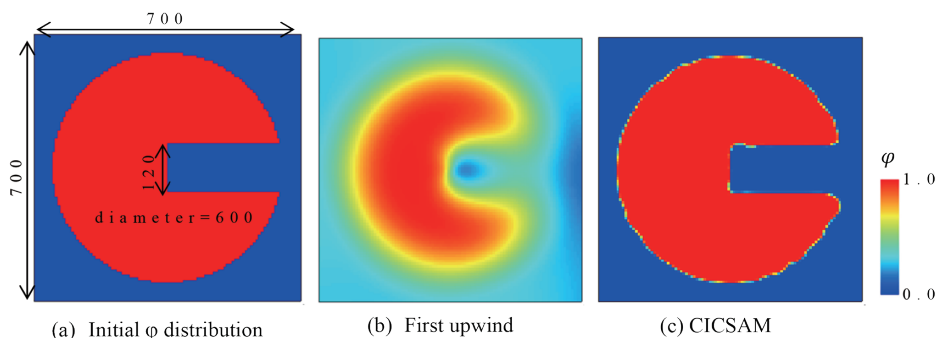 700
700
120
diameter=600
φ
1.0
0.0
(a) Initial φ distribution
(b) First upwind
(c) CICSAM